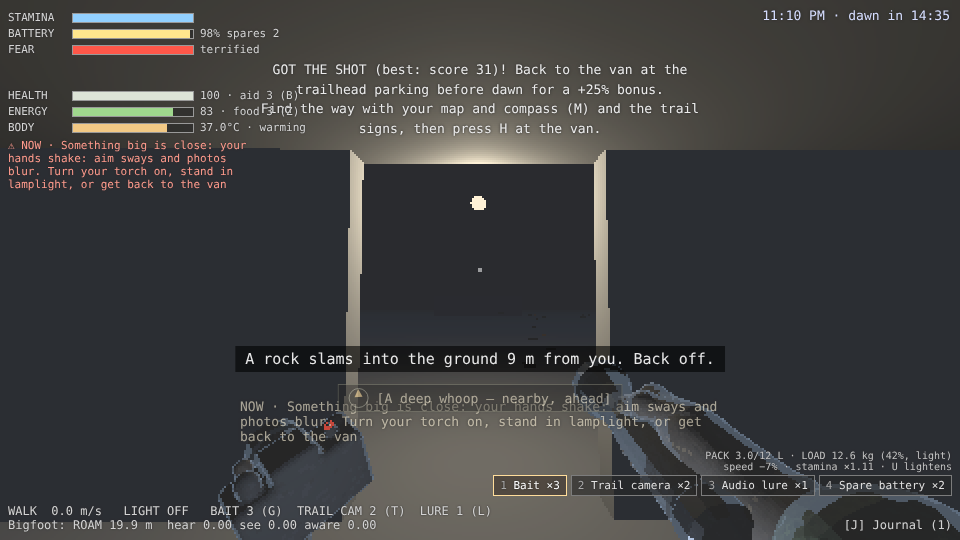 STAMINA
BATTERY 98% spares 2
FEAR terrified
HEALTH 100 · aid 3 (B)
ENERGY 83 · food 3 (Z)
BODY 37.0°C · warming
⚠ NOW · Something big is close: your
hands shake: aim sways and photos
blur. Turn your torch on, stand in
lamplight, or get back to the van
11:10 PM · dawn in 14:35
GOT THE SHOT (best: score 31)! Back to the van at the
trailhead parking before dawn for a +25% bonus.
Find the way with your map and compass (M) and the trail
signs, then press H at the van.
A rock slams into the ground 9 m from you. Back off.
[A deep whoop — nearby, ahead]
NOW · Something big is close: your hands shake: aim sways and
photos blur. Turn your torch on, stand in lamplight, or get
back to the van
PACK 3.0/12 L · LOAD 12.6 kg (42%, light)
speed −7% · stamina ×1.11 · U lightens
1 Bait ×3 2 Trail camera ×2 3 Audio lure ×1 4 Spare battery ×2
WALK 0.0 m/s LIGHT OFF BAIT 3 (G) TRAIL CAM 2 (T) LURE 1 (L)
Bigfoot: ROAM 19.9 m hear 0.00 see 0.00 aware 0.00
[J] Journal (1)